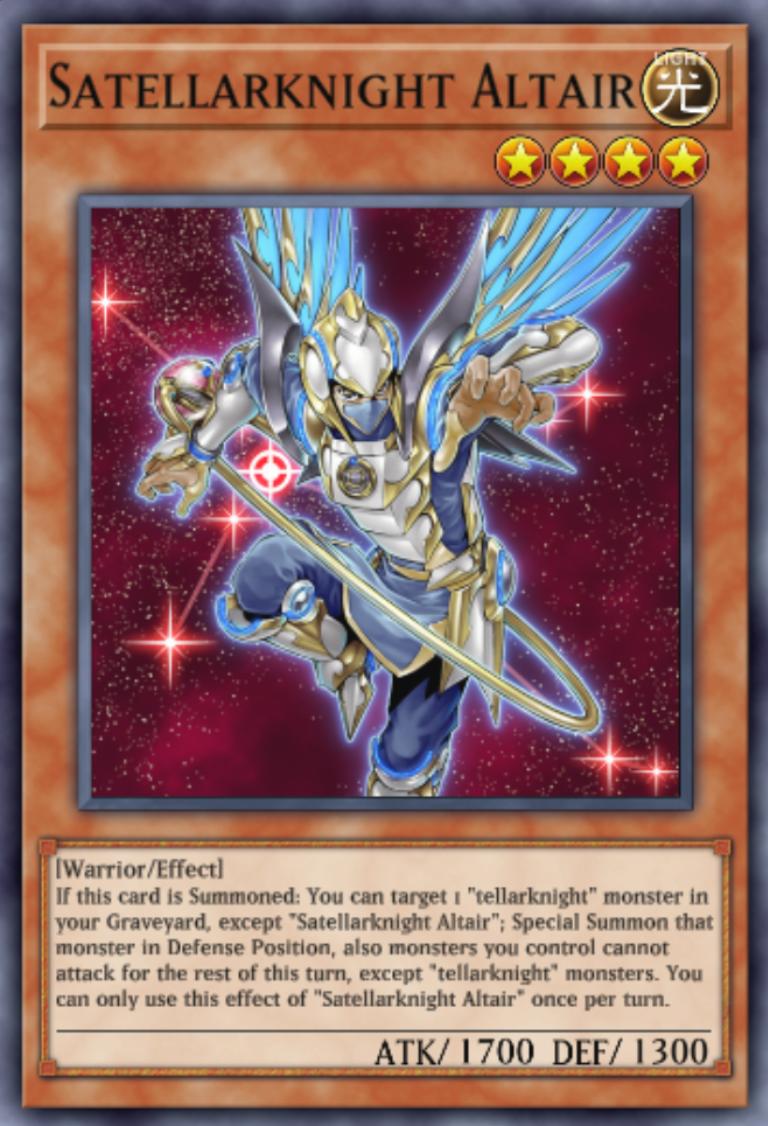 SATELLARKNIGHT ALTAIR
LIGHT
光
[Warrior/Effect]
If this card is Summoned: You can target 1 "tellarknight" monster in
your Graveyard, except "Satellarknight Altair"; Special Summon that
monster in Defense Position, also monsters you control cannot
attack for the rest of this turn, except "tellarknight" monsters. You
can only use this effect of "Satellarknight Altair" once per turn.
ATK/ 1700 DEF/ 1300